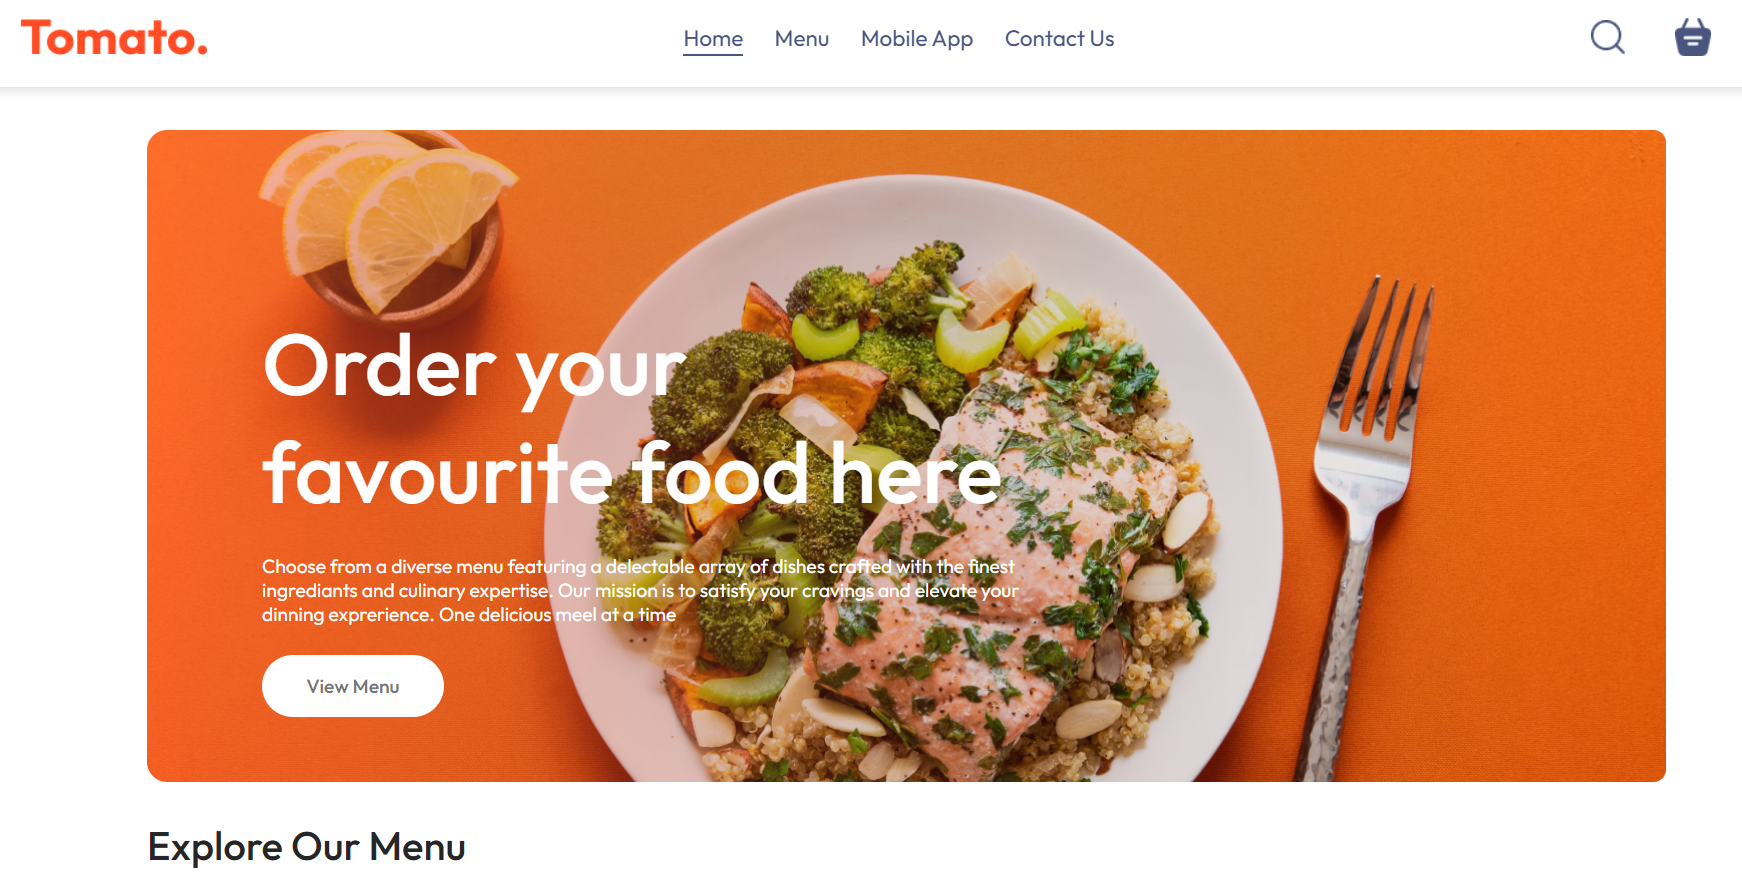 Tomato.
Home Menu Mobile App Contact Us
Order your
favourite food here
Choose from a diverse menu featuring a delectable array of dishes crafted with the finest
ingrediants and culinary expertise. Our mission is to satisfy your cravings and elevate your
dinning exprerience. One delicious meel at a time
View Menu
Explore Our Menu